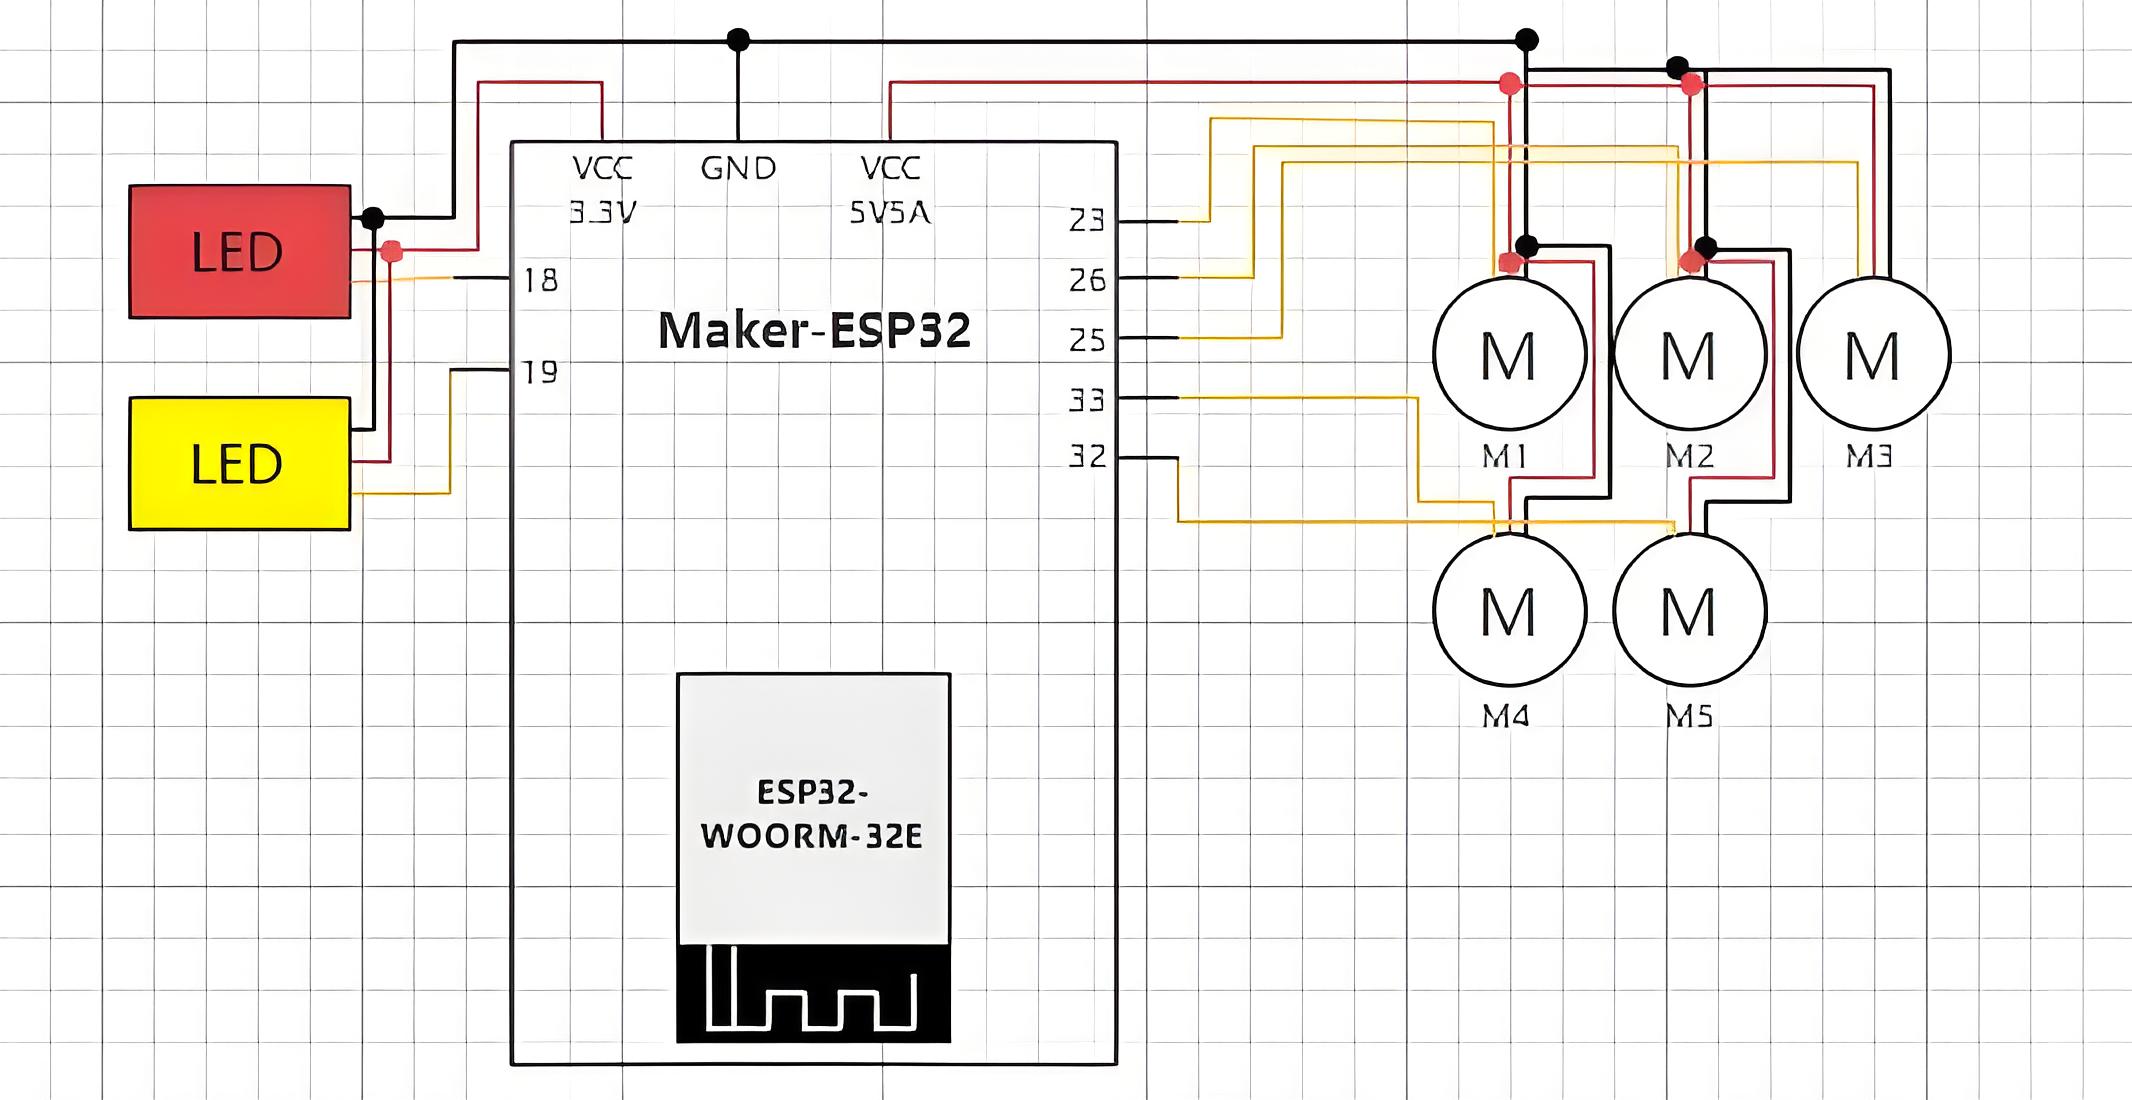 VCC GND VCC
3.3V 5V5A
LED
18
19
LED
23
26
25
33
32
Maker-ESP32
M M M
M1 M2 M3
M M
M4 M5
ESP32-
WOORM-32E